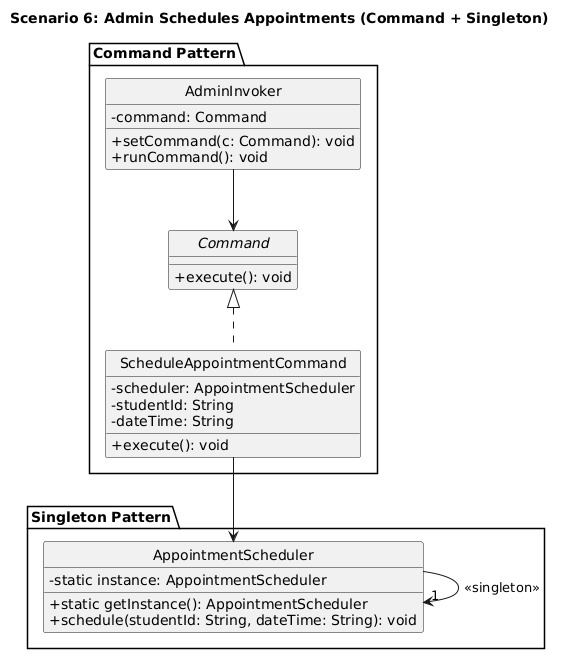 Scenario 6: Admin Schedules Appointments (Command + Singleton)
Command Pattern
AdminInvoker
-command: Command
+setCommand(c: Command): void
+runCommand(): void
Command
+execute(): void
ScheduleAppointmentCommand
-scheduler: AppointmentScheduler
-studentId: String
-dateTime: String
+execute(): void
Singleton Pattern
AppointmentScheduler
-static instance: AppointmentScheduler
+static getInstance(): AppointmentScheduler
+schedule(studentId: String, dateTime: String): void
1
«singleton»